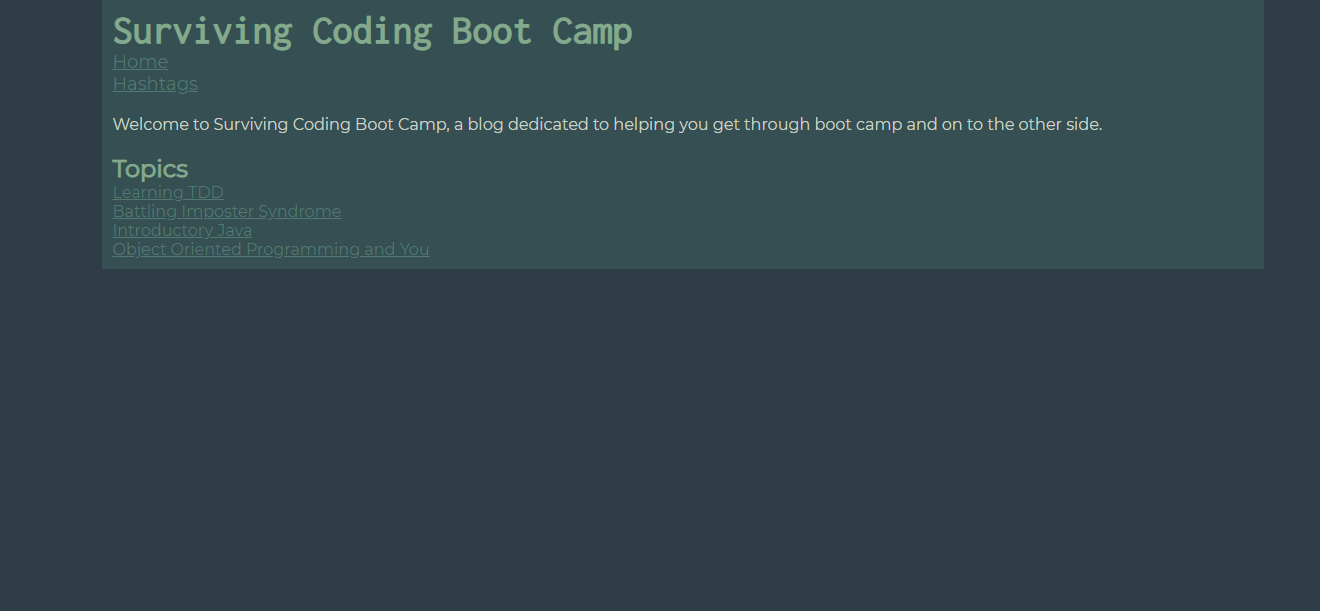 Surviving Coding Boot Camp
Home
Hashtags
Welcome to Surviving Coding Boot Camp, a blog dedicated to helping you get through boot camp and on to the other side.
Topics
Learning TDD
Battling Imposter Syndrome
Introductory Java
Object Oriented Programming and You